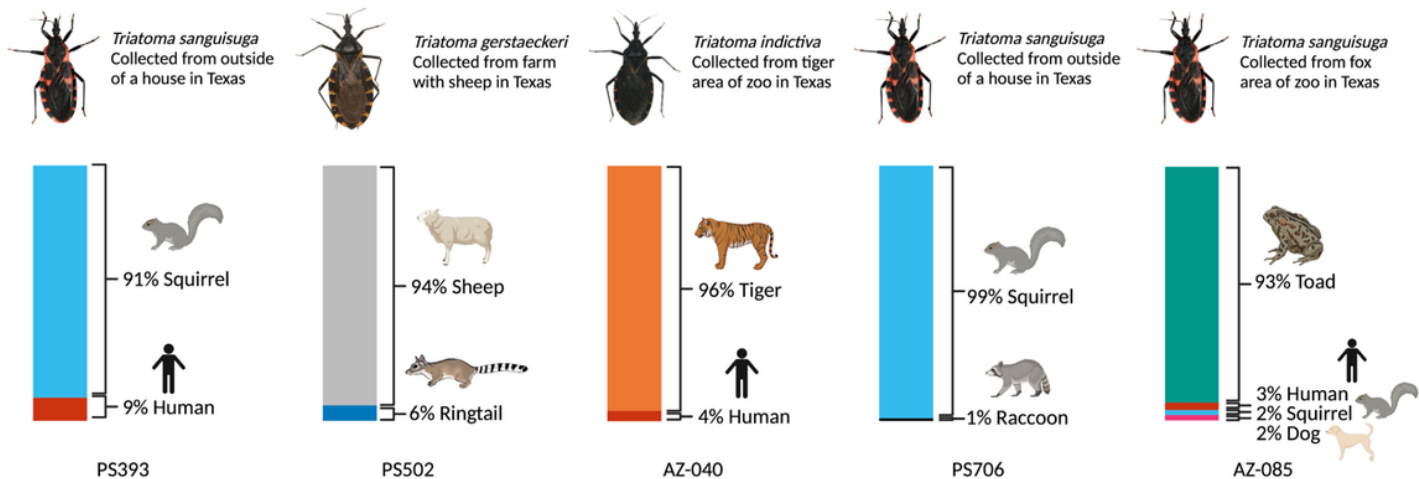 Triatoma sanguisuga
Collected from outside
of a house in Texas
Triatoma gerstaeckeri
Collected from farm
with sheep in Texas
Triatoma indictiva
Collected from tiger
area of zoo in Texas
Triatoma sanguisuga
Collected from outside
of a house in Texas
Triatoma sanguisuga
Collected from fox
area of zoo in Texas
91% Squirrel
9% Human
94% Sheep
6% Ringtail
96% Tiger
4% Human
99% Squirrel
1% Raccoon
93% Toad
3% Human
2% Squirrel
2% Dog
PS393
PS502
AZ-040
PS706
AZ-085